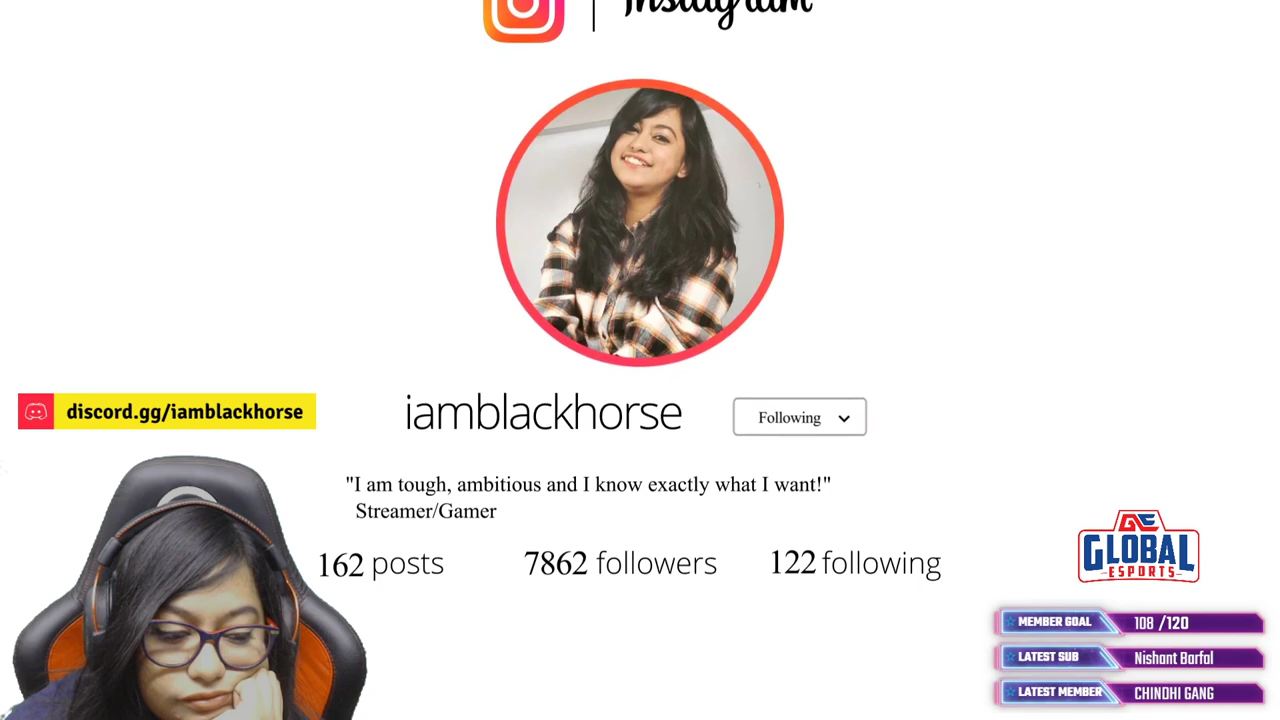 Instagram
discord.gg/iamblackhorse
iamblackhorse
Following
"I am tough, ambitious and I know exactly what I want!"
Streamer/Gamer
162 posts
7862 followers
122 following
GE
GLOBAL
ESPORTS
MEMBER GOAL 108 /120
LATEST SUB Nishant Barfal
LATEST MEMBER CHINDHI GANG